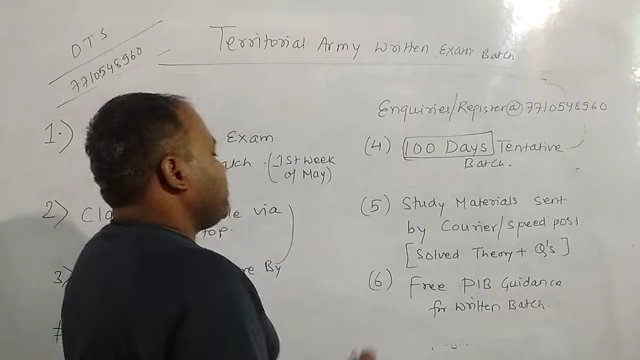 OTS
7710548960
Territorial Army Written Exam Batch
1.)
Exam
(1st week
of May)
2) Cla
via
top.
3)
By
#
Enquiries/Register@7710548960
(4) 100 Days Tentative
Batch.
(5) Study Materials sent
by Courier/Speed post.
[Solved Theory + Q's]
(6) Free PIB Guidance
for Written Batch.